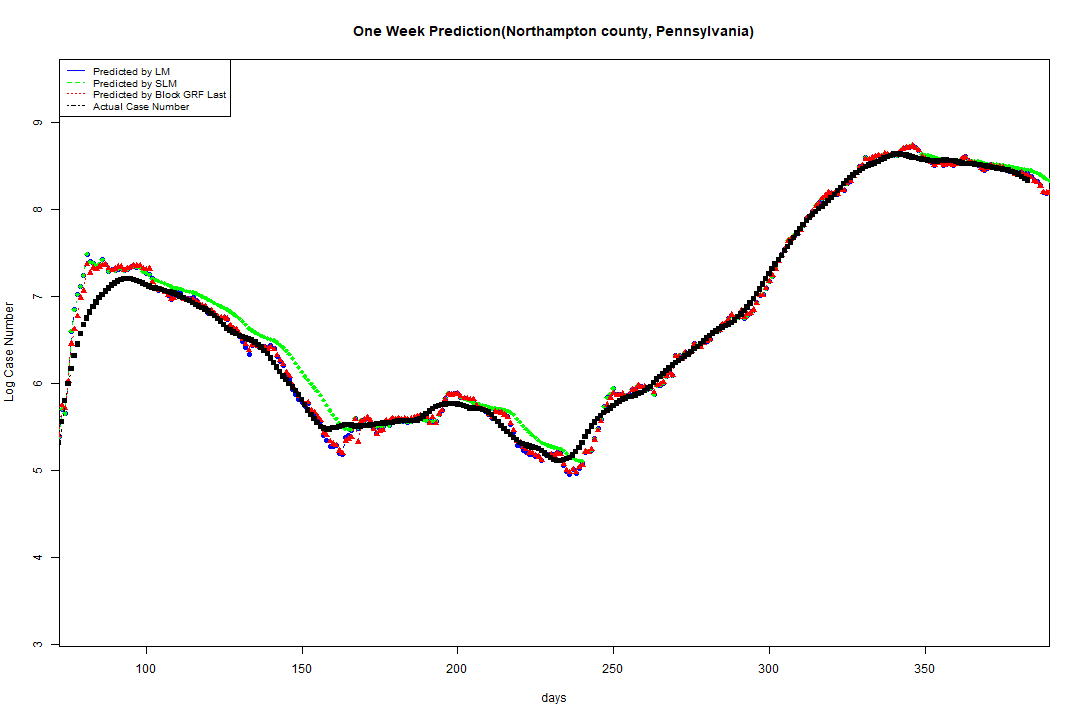 One Week Prediction(Northampton county, Pennsylvania)
Predicted by LM
Predicted by SLM
Predicted by Block GRF Last
Actual Case Number
Log Case Number
9
8
7
6
5
4
3
100 150 200 250 300 350
days